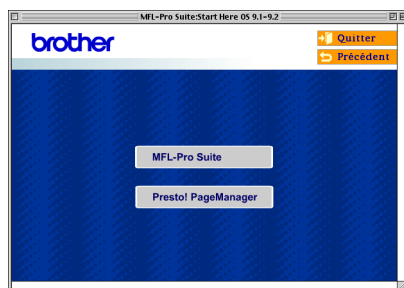 MFL-Pro Suite:Start Here OS 9.1-9.2
brother
Quitter
Précédent
MFL-Pro Suite
Presto! PageManager